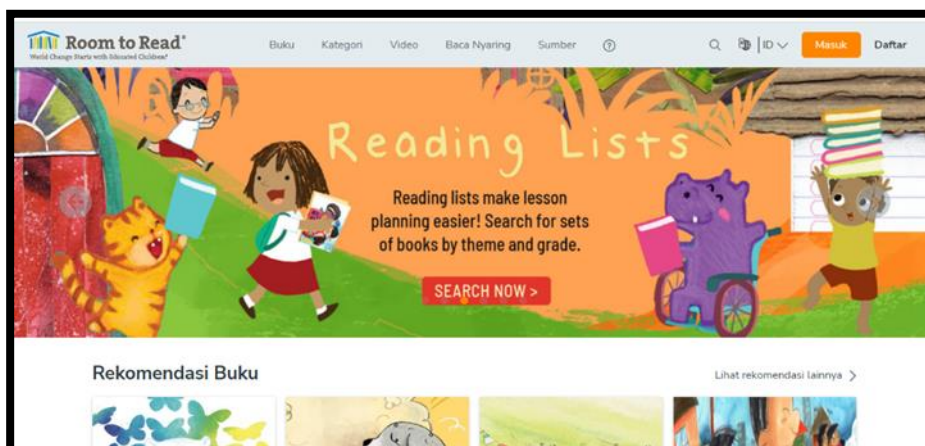 Room to Read®
World Change Starts with Educated Children®
Buku Kategori Video Baca Nyaring Sumber ? ID Masuk Daftar
Reading Lists
Reading lists make lesson
planning easier! Search for sets
of books by theme and grade.
SEARCH NOW >
Rekomendasi Buku
Lihat rekomendasi lainnya >